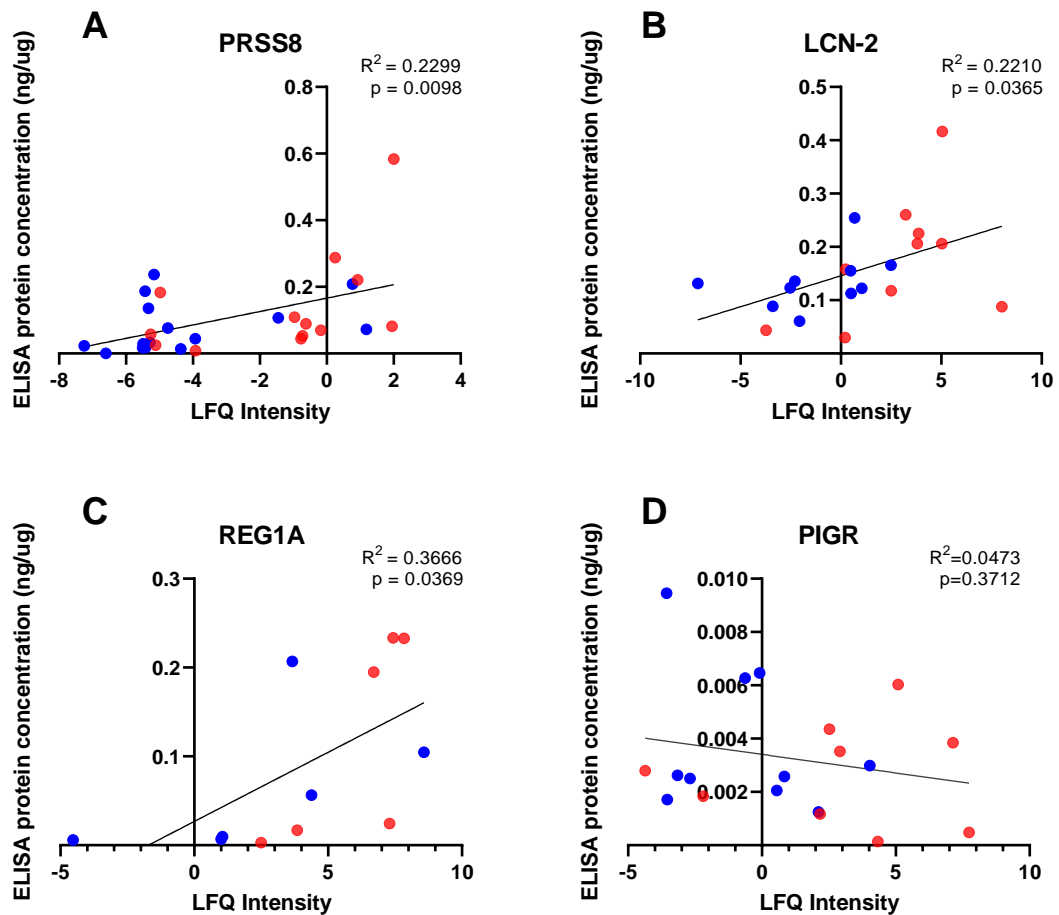 A
PRSS8
R² = 0.2299
p = 0.0098
ELISA protein concentration (ng/ug)
0.8
0.6
0.4
0.2
-8 -6 -4 -2 0 2 4
LFQ Intensity
B
LCN-2
R² = 0.2210
p = 0.0365
ELISA protein concentration (ng/ug)
0.5
0.4
0.3
0.2
0.1
-10 -5 0 5 10
LFQ Intensity
C
REG1A
R² = 0.3666
p = 0.0369
ELISA protein concentration (ng/ug)
0.3
0.2
0.1
-5 0 5 10
LFQ Intensity
D
PIGR
R²=0.0473
p=0.3712
ELISA protein concentration (ng/ug)
0.010
0.008
0.006
0.004
0.002
-5 0 5 10
LFQ Intensity